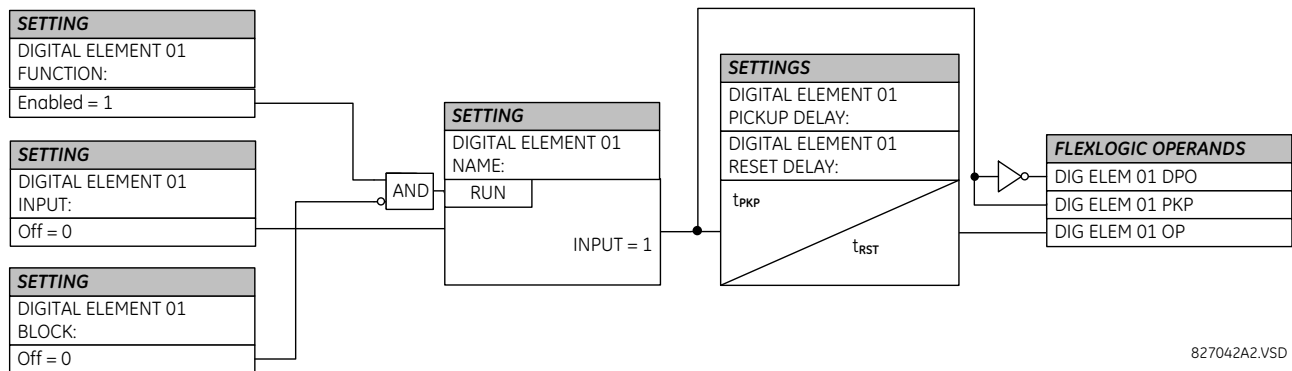 SETTING
DIGITAL ELEMENT 01
FUNCTION:
Enabled = 1
SETTING
DIGITAL ELEMENT 01
INPUT:
Off = 0
SETTING
DIGITAL ELEMENT 01
BLOCK:
Off = 0
AND
SETTING
DIGITAL ELEMENT 01
NAME:
RUN
INPUT = 1
SETTINGS
DIGITAL ELEMENT 01
PICKUP DELAY:
DIGITAL ELEMENT 01
RESET DELAY:
tPKP
tRST
FLEXLOGIC OPERANDS
DIG ELEM 01 DPO
DIG ELEM 01 PKP
DIG ELEM 01 OP
827042A2.VSD